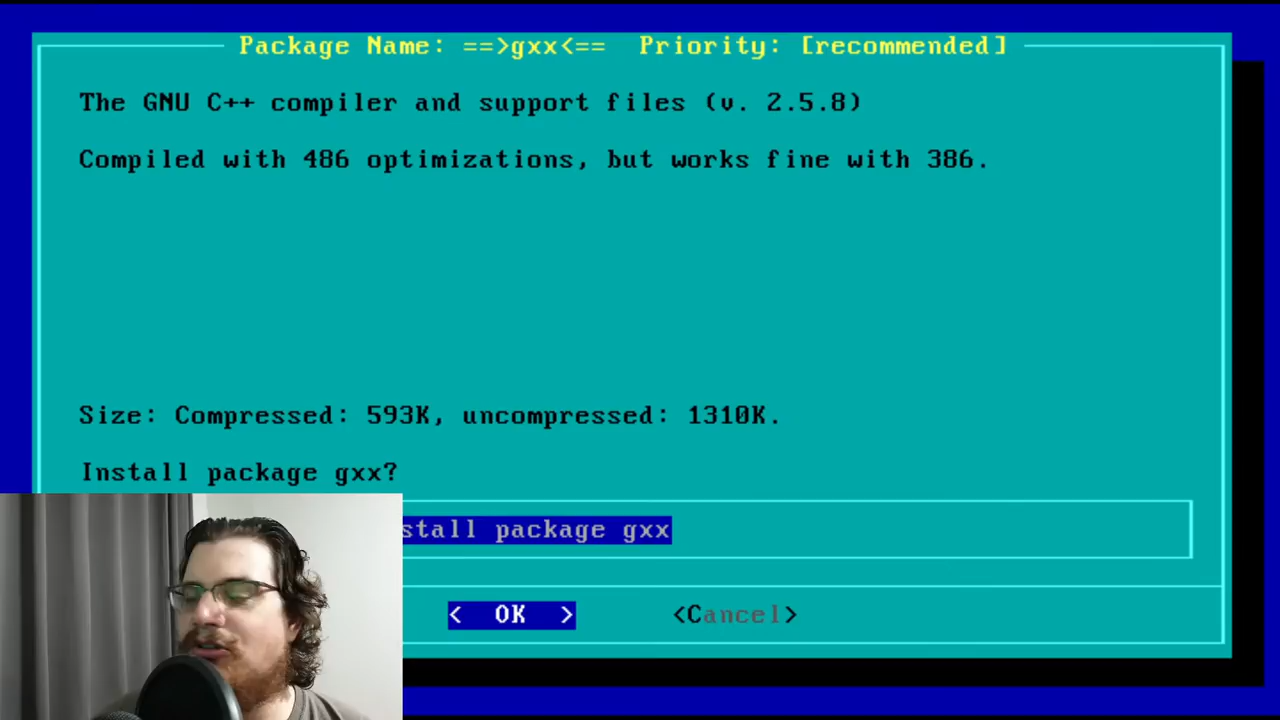 Package Name: ==>gxx<== Priority: [recommended]
The GNU C++ compiler and support files (v. 2.5.8)
Compiled with 486 optimizations, but works fine with 386.
Size: Compressed: 593K, uncompressed: 1310K.
Install package gxx?
stall package gxx
< OK > <Cancel>